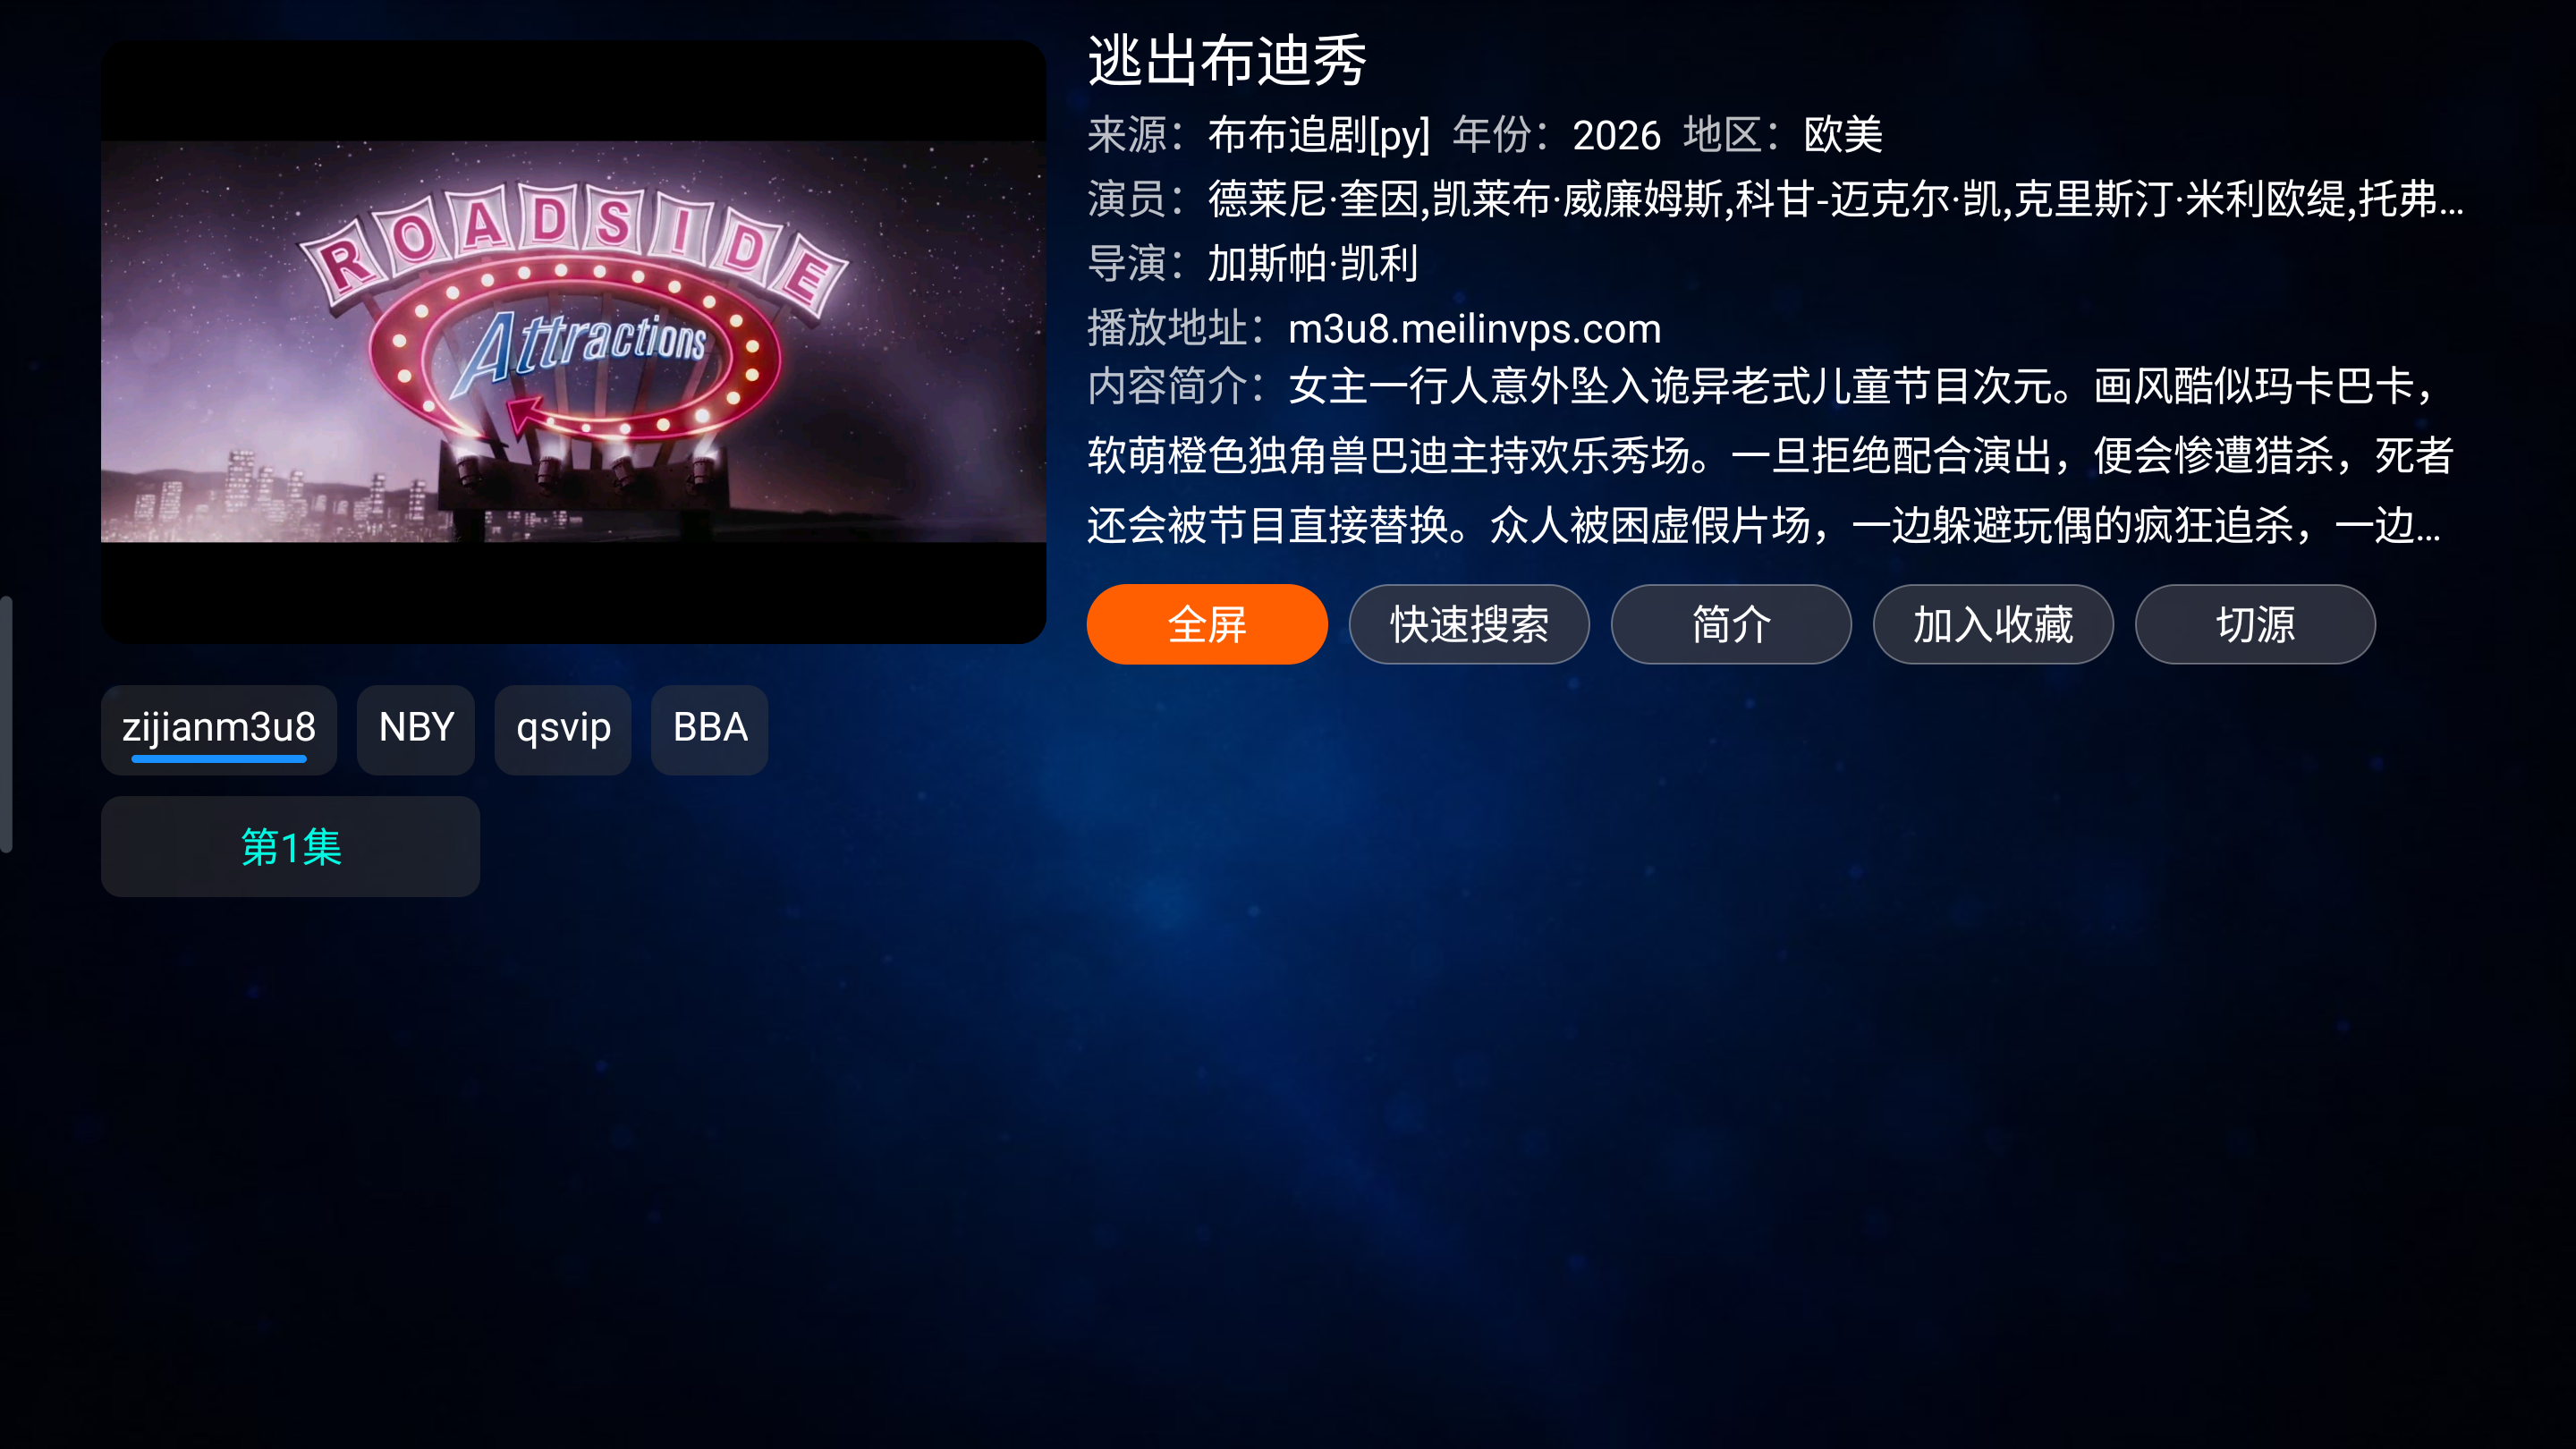 ROADSIDE
Attractions
逃出布迪秀
来源：布布追剧[py] 年份：2026 地区：欧美
演员：德莱尼·奎因,凯莱布·威廉姆斯,科甘-迈克尔·凯,克里斯汀·米利欧缇,托弗...
导演：加斯帕·凯利
播放地址：m3u8.meilinvps.com
内容简介：女主一行人意外坠入诡异老式儿童节目次元。画风酷似玛卡巴卡，
软萌橙色独角兽巴迪主持欢乐秀场。一旦拒绝配合演出，便会惨遭猎杀，死者
还会被节目直接替换。众人被困虚假片场，一边躲避玩偶的疯狂追杀，一边...
全屏 快速搜索 简介 加入收藏 切源
zijianm3u8 NBY qsvip BBA
第1集